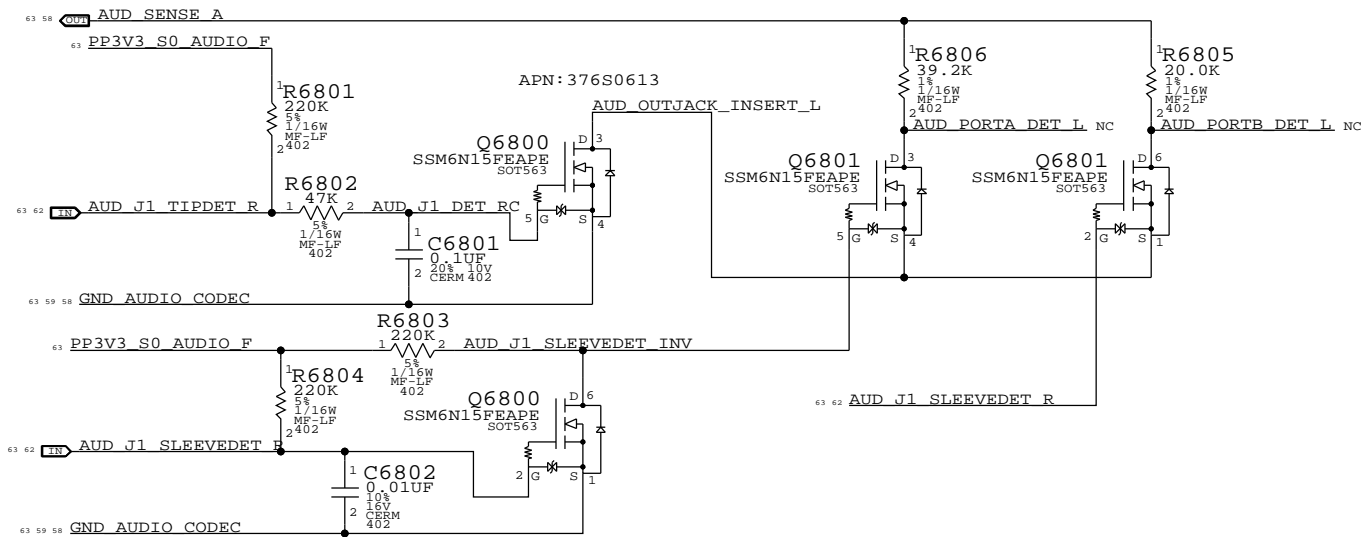 63 58 OUT AUD_SENSE_A
63 PP3V3_S0_AUDIO_F
1
R6801
220K
5%
1/16W
MF-LF
402
2
APN:376S0613
AUD_OUTJACK_INSERT_L
1
R6806
39.2K
1%
1/16W
MF-LF
402
2
1
R6805
20.0K
1%
1/16W
MF-LF
402
2
AUD_PORTA_DET_L NC
AUD_PORTB_DET_L NC
Q6800
SSM6N15FEAPE
SOT563
D 3
5 G S 4
Q6801
SSM6N15FEAPE
SOT563
D 3
5 G S 4
Q6801
SSM6N15FEAPE
SOT563
D 6
2 G S 1
63 62 IN AUD_J1_TIPDET_R
R6802
47K
1 2
5%
1/16W
MF-LF
402
AUD_J1_DET_RC
1
C6801
0.1UF
20% 10V
CERM 402
2
63 59 58 GND_AUDIO_CODEC
63 PP3V3_S0_AUDIO_F
R6803
220K
1 2
5%
1/16W
MF-LF
402
AUD_J1_SLEEVEDET_INV
1
R6804
220K
5%
1/16W
MF-LF
402
2
Q6800
SSM6N15FEAPE
SOT563
D 6
2 G S 1
63 62 AUD_J1_SLEEVEDET_R
63 62 IN AUD_J1_SLEEVEDET_R
1
C6802
0.01UF
10%
16V
CERM
402
2
63 59 58 GND_AUDIO_CODEC